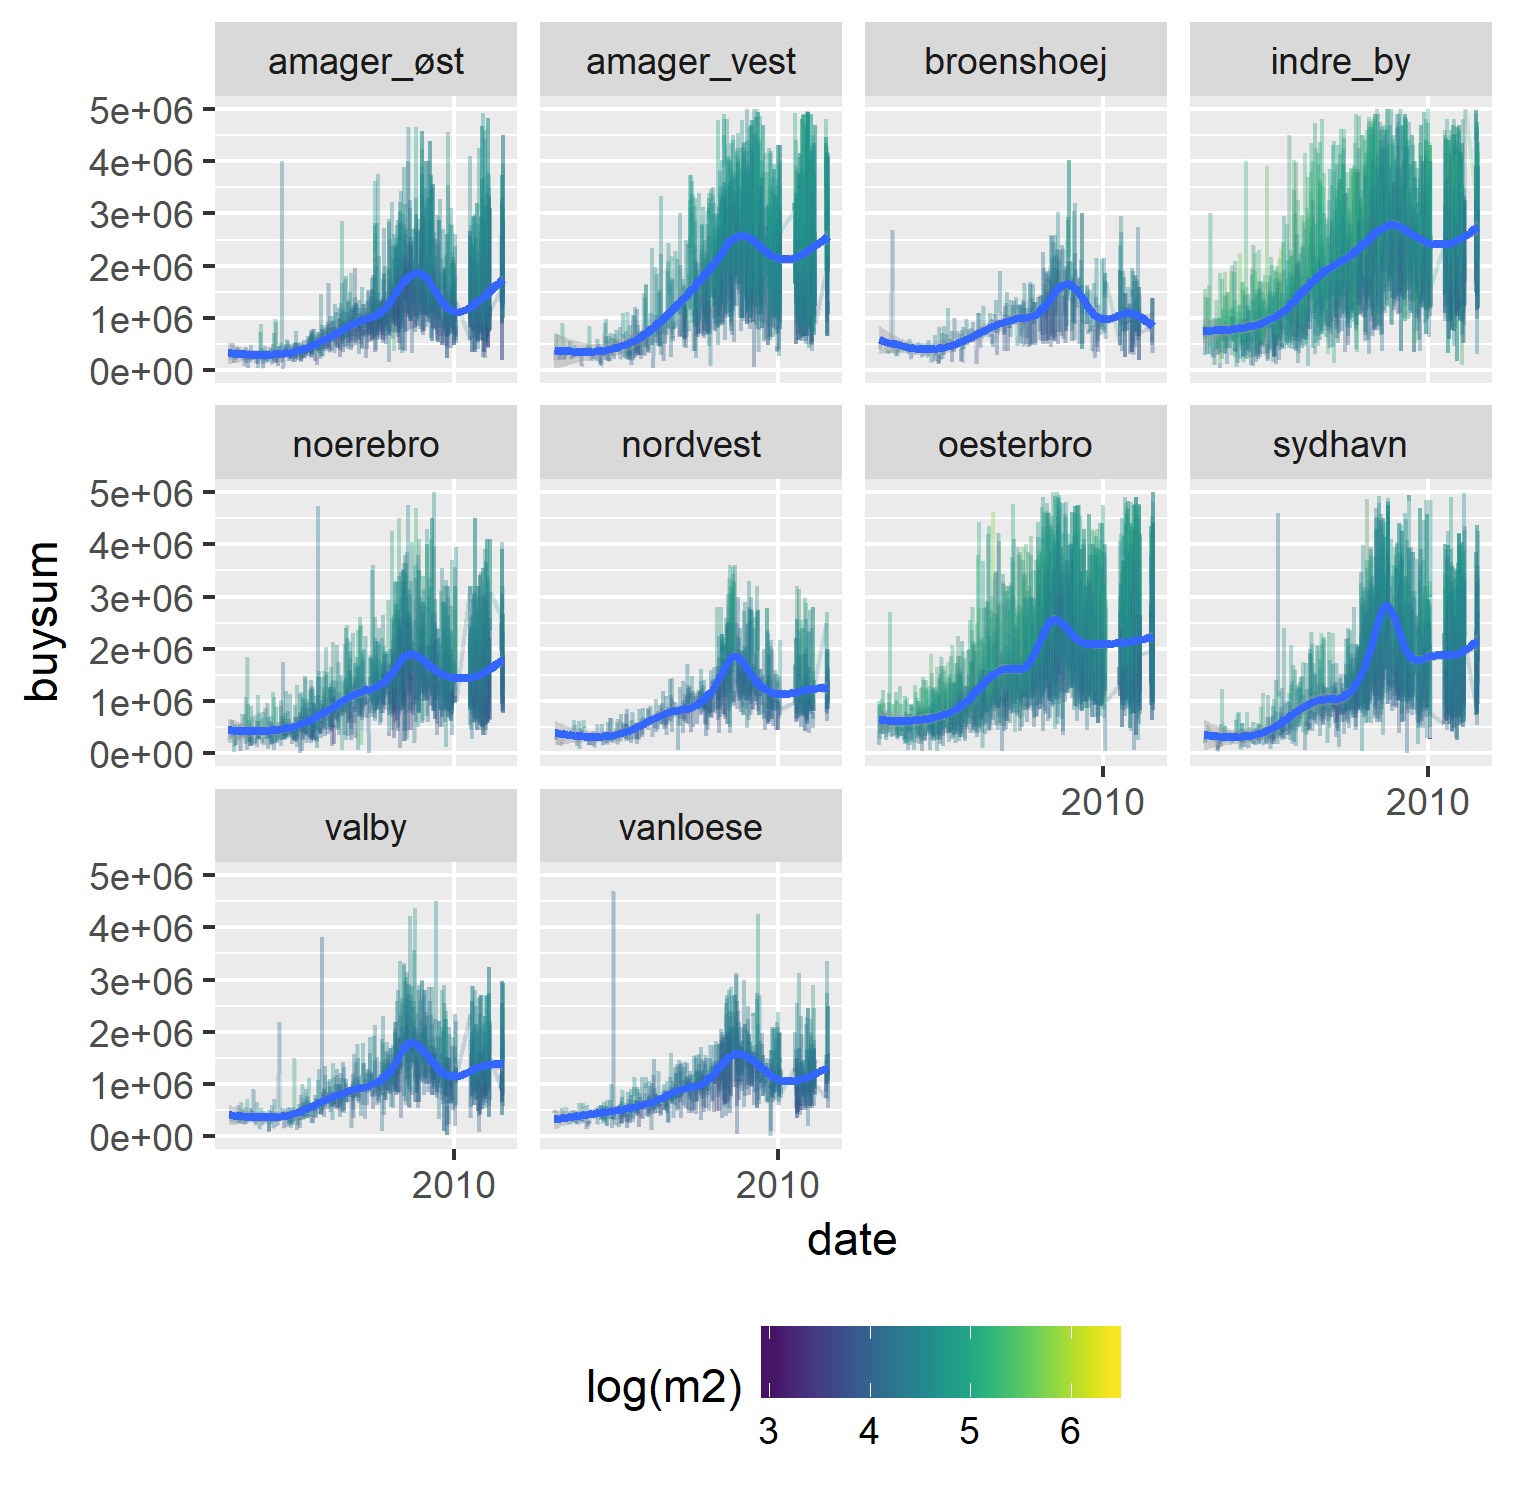 amager_øst amager_vest broenshoej indre_by
5e+06
4e+06
3e+06
2e+06
1e+06
0e+00
noerebro nordvest oesterbro sydhavn
5e+06
4e+06
3e+06
2e+06
1e+06
0e+00
2010 2010
valby vanloese
5e+06
4e+06
3e+06
2e+06
1e+06
0e+00
2010 2010
buysum
date
log(m2)
3 4 5 6